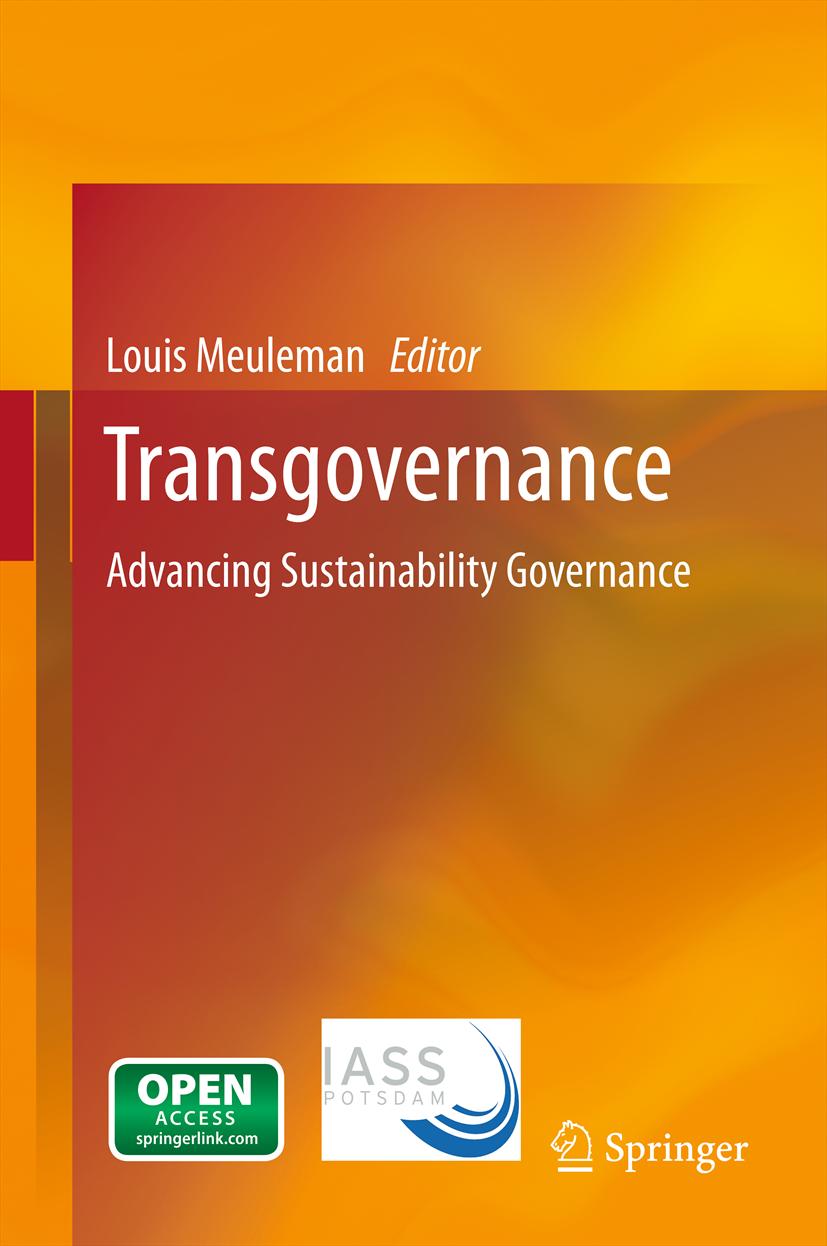 Louis Meuleman Editor
Transgovernance
Advancing Sustainability Governance
OPEN
ACCESS
springerlink.com
IASS
POTSDAM
Springer